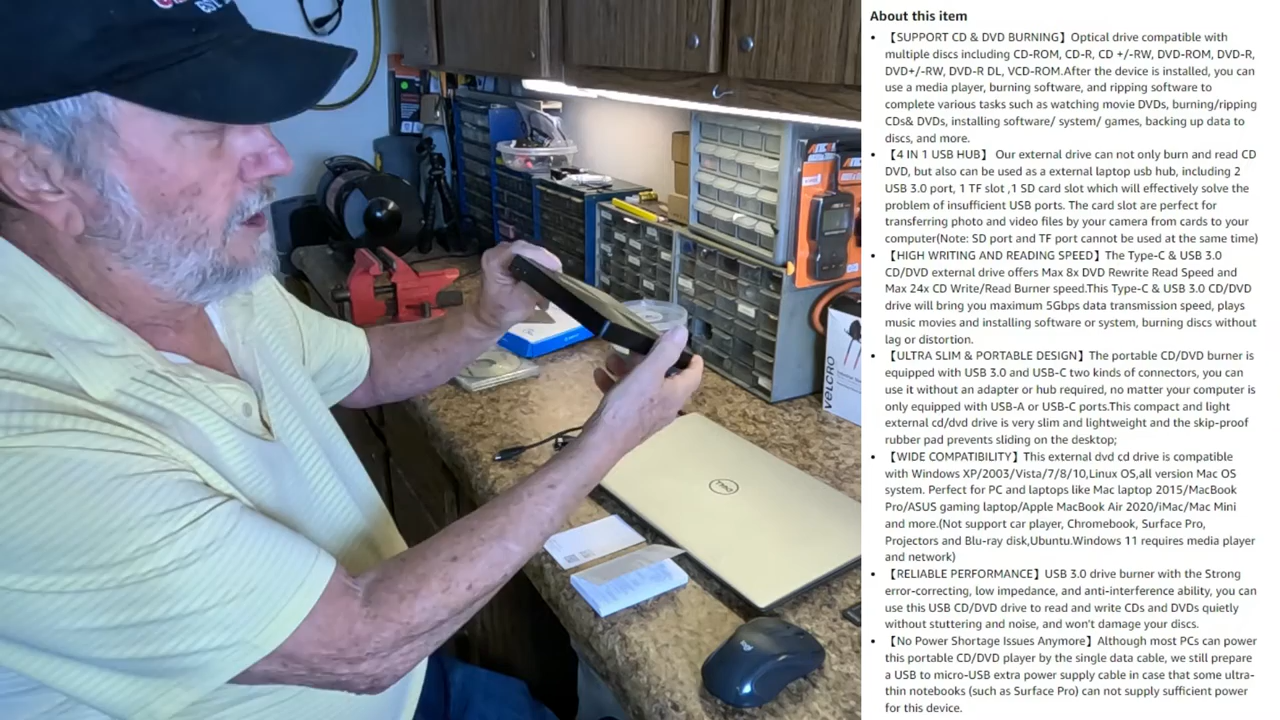 About this item
【SUPPORT CD & DVD BURNING】Optical drive compatible with
multiple discs including CD-ROM, CD-R, CD +/-RW, DVD-ROM, DVD-R,
DVD+/-RW, DVD-R DL, VCD-ROM.After the device is installed, you can
use a media player, burning software, and ripping software to
complete various tasks such as watching movie DVDs, burning/ripping
CDs& DVDs, installing software/ system/ games, backing up data to
discs, and more.
【4 IN 1 USB HUB】 Our external drive can not only burn and read CD
DVD, but also can be used as a external laptop usb hub, including 2
USB 3.0 port, 1 TF slot ,1 SD card slot which will effectively solve the
problem of insufficient USB ports. The card slot are perfect for
transferring photo and video files by your camera from cards to your
computer(Note: SD port and TF port cannot be used at the same time)
【HIGH WRITING AND READING SPEED】The Type-C & USB 3.0
CD/DVD external drive offers Max 8x DVD Rewrite Read Speed and
Max 24x CD Write/Read Burner speed.This Type-C & USB 3.0 CD/DVD
drive will bring you maximum 5Gbps data transmission speed, plays
music movies and installing software or system, burning discs without
lag or distortion.
【ULTRA SLIM & PORTABLE DESIGN】The portable CD/DVD burner is
equipped with USB 3.0 and USB-C two kinds of connectors, you can
use it without an adapter or hub required, no matter your computer is
only equipped with USB-A or USB-C ports.This compact and light
external cd/dvd drive is very slim and lightweight and the skip-proof
rubber pad prevents sliding on the desktop;
【WIDE COMPATIBILITY】This external dvd cd drive is compatible
with Windows XP/2003/Vista/7/8/10,Linux OS,all version Mac OS
system. Perfect for PC and laptops like Mac laptop 2015/MacBook
Pro/ASUS gaming laptop/Apple MacBook Air 2020/iMac/Mac Mini
and more.(Not support car player, Chromebook, Surface Pro,
Projectors and Blu-ray disk,Ubuntu.Windows 11 requires media player
and network)
【RELIABLE PERFORMANCE】USB 3.0 drive burner with the Strong
error-correcting, low impedance, and anti-interference ability, you can
use this USB CD/DVD drive to read and write CDs and DVDs quietly
without stuttering and noise, and won't damage your discs.
【No Power Shortage Issues Anymore】Although most PCs can power
this portable CD/DVD player by the single data cable, we still prepare
a USB to micro-USB extra power supply cable in case that some ultra-
thin notebooks (such as Surface Pro) can not supply sufficient power
for this device.
VELCRO
DELL